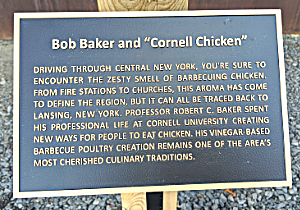 Bob Baker and "Cornell Chicken"
DRIVING THROUGH CENTRAL NEW YORK, YOU'RE SURE TO
ENCOUNTER THE ZESTY SMELL OF BARBECUING CHICKEN.
FROM FIRE STATIONS TO CHURCHES, THIS AROMA HAS COME
TO DEFINE THE REGION, BUT IT CAN ALL BE TRACED BACK TO
LANSING, NEW YORK. PROFESSOR ROBERT C. BAKER SPENT
HIS PROFESSIONAL LIFE AT CORNELL UNIVERSITY CREATING
NEW WAYS FOR PEOPLE TO EAT CHICKEN. HIS VINEGAR-BASED
BARBECUE POULTRY CREATION REMAINS ONE OF THE AREA'S
MOST CHERISHED CULINARY TRADITIONS.